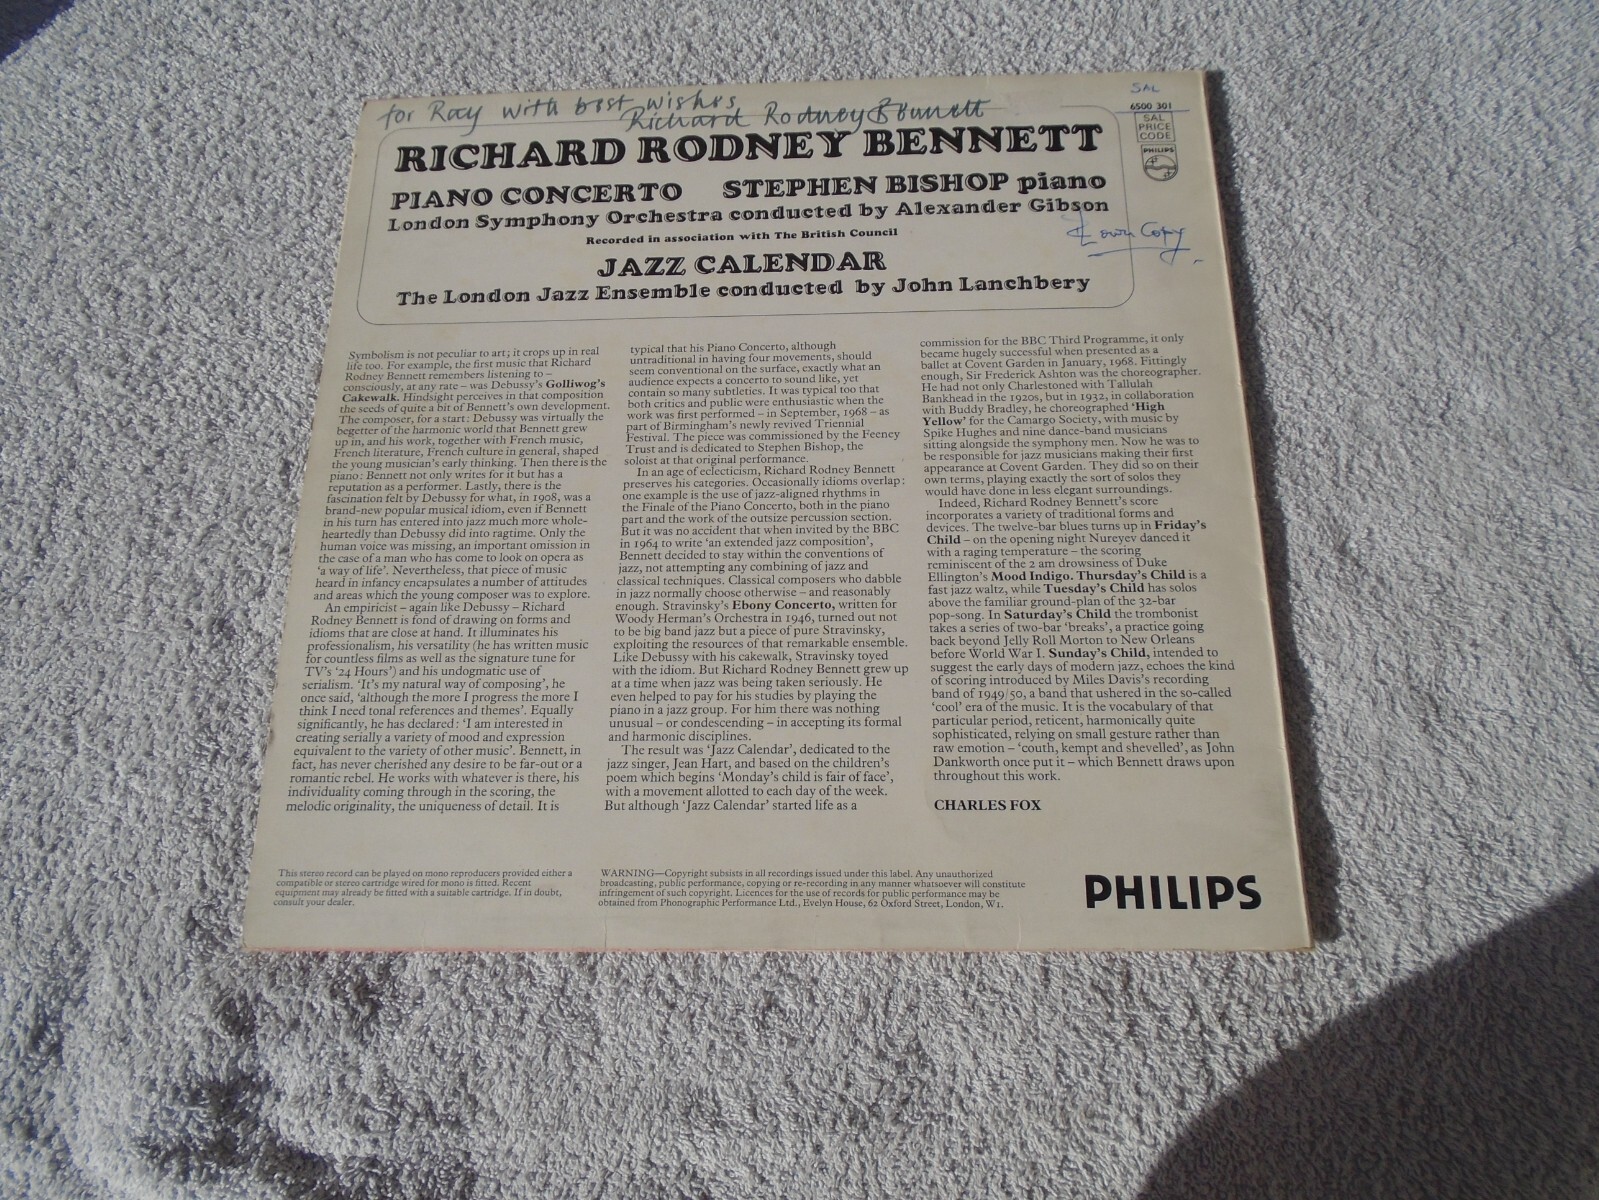 for Ray with best wishes
Richard Rodney Bennett
SAL
6500 301
SAL
PRICE
CODE
PHILIPS
RICHARD RODNEY BENNETT
PIANO CONCERTO STEPHEN BISHOP piano
London Symphony Orchestra conducted by Alexander Gibson
Recorded in association with The British Council
own Copy
JAZZ CALENDAR
The London Jazz Ensemble conducted by John Lanchbery
Symbolism is not peculiar to art; it crops up in real
life too. For example, the first music that Richard
Rodney Bennett remembers listening to –
consciously, at any rate – was Debussy's Golliwog's
Cakewalk. Hindsight perceives in that composition
the seeds of quite a bit of Bennett's own development.
The composer, for a start: Debussy was virtually the
begetter of the harmonic world that Bennett grew
up in, and his work, together with French music,
French literature, French culture in general, shaped
the young musician's early thinking. Then there is the
piano: Bennett not only writes for it but has a
reputation as a performer. Lastly, there is the
fascination felt by Debussy for what, in 1908, was a
brand-new popular musical idiom, even if Bennett
in his turn has entered into jazz much more whole-
heartedly than Debussy did into ragtime. Only the
human voice was missing, an important omission in
the case of a man who has come to look on opera as
'a way of life'. Nevertheless, that piece of music
heard in infancy encapsulates a number of attitudes
and areas which the young composer was to explore.
An empiricist – again like Debussy – Richard
Rodney Bennett is fond of drawing on forms and
idioms that are close at hand. It illuminates his
professionalism, his versatility (he has written music
for countless films as well as the signature tune for
TV's '24 Hours') and his undogmatic use of
serialism. 'It's my natural way of composing', he
once said, 'although the more I progress the more I
think I need tonal references and themes'. Equally
significantly, he has declared: 'I am interested in
creating serially a variety of mood and expression
equivalent to the variety of other music'. Bennett, in
fact, has never cherished any desire to be far-out or a
romantic rebel. He works with whatever is there, his
individuality coming through in the scoring, the
melodic originality, the uniqueness of detail. It is
typical that his Piano Concerto, although
untraditional in having four movements, should
seem conventional on the surface, exactly what an
audience expects a concerto to sound like, yet
contain so many subtleties. It was typical too that
both critics and public were enthusiastic when the
work was first performed – in September, 1968 – as
part of Birmingham's newly revived Triennial
Festival. The piece was commissioned by the Feeney
Trust and is dedicated to Stephen Bishop, the
soloist at that original performance.
In an age of eclecticism, Richard Rodney Bennett
preserves his categories. Occasionally idioms overlap:
one example is the use of jazz-aligned rhythms in
the Finale of the Piano Concerto, both in the piano
part and the work of the outsize percussion section.
But it was no accident that when invited by the BBC
in 1964 to write 'an extended jazz composition',
Bennett decided to stay within the conventions of
jazz, not attempting any combining of jazz and
classical techniques. Classical composers who dabble
in jazz normally choose otherwise – and reasonably
enough. Stravinsky's Ebony Concerto, written for
Woody Herman's Orchestra in 1946, turned out not
to be big band jazz but a piece of pure Stravinsky,
exploiting the resources of that remarkable ensemble.
Like Debussy with his cakewalk, Stravinsky toyed
with the idiom. But Richard Rodney Bennett grew up
at a time when jazz was being taken seriously. He
even helped to pay for his studies by playing the
piano in a jazz group. For him there was nothing
unusual – or condescending – in accepting its formal
and harmonic disciplines.
The result was 'Jazz Calendar', dedicated to the
jazz singer, Jean Hart, and based on the children's
poem which begins 'Monday's child is fair of face',
with a movement allotted to each day of the week.
But although 'Jazz Calendar' started life as a
commission for the BBC Third Programme, it only
became hugely successful when presented as a
ballet at Covent Garden in January, 1968. Fittingly
enough, Sir Frederick Ashton was the choreographer.
He had not only Charlestoned with Tallulah
Bankhead in the 1920s, but in 1932, in collaboration
with Buddy Bradley, he choreographed 'High
Yellow' for the Camargo Society, with music by
Spike Hughes and nine dance-band musicians
sitting alongside the symphony men. Now he was to
be responsible for jazz musicians making their first
appearance at Covent Garden. They did so on their
own terms, playing exactly the sort of solos they
would have done in less elegant surroundings.
Indeed, Richard Rodney Bennett's score
incorporates a variety of traditional forms and
devices. The twelve-bar blues turns up in Friday's
Child – on the opening night Nureyev danced it
with a raging temperature – the scoring
reminiscent of the 2 am drowsiness of Duke
Ellington's Mood Indigo. Thursday's Child is a
fast jazz waltz, while Tuesday's Child has solos
above the familiar ground-plan of the 32-bar
pop-song. In Saturday's Child the trombonist
takes a series of two-bar 'breaks', a practice going
back beyond Jelly Roll Morton to New Orleans
before World War I. Sunday's Child, intended to
suggest the early days of modern jazz, echoes the kind
of scoring introduced by Miles Davis's recording
band of 1949/50, a band that ushered in the so-called
'cool' era of the music. It is the vocabulary of that
particular period, reticent, harmonically quite
sophisticated, relying on small gesture rather than
raw emotion – 'couth, kempt and shevelled', as John
Dankworth once put it – which Bennett draws upon
throughout this work.
CHARLES FOX
This stereo record can be played on mono reproducers provided either a
compatible or stereo cartridge wired for mono is fitted. Recent
equipment may already be fitted with a suitable cartridge. If in doubt,
consult your dealer.
WARNING—Copyright subsists in all recordings issued under this label. Any unauthorized
broadcasting, public performance, copying or re-recording in any manner whatsoever will constitute
infringement of such copyright. Licences for the use of records for public performance may be
obtained from Phonographic Performance Ltd., Evelyn House, 62 Oxford Street, London, W1.
PHILIPS